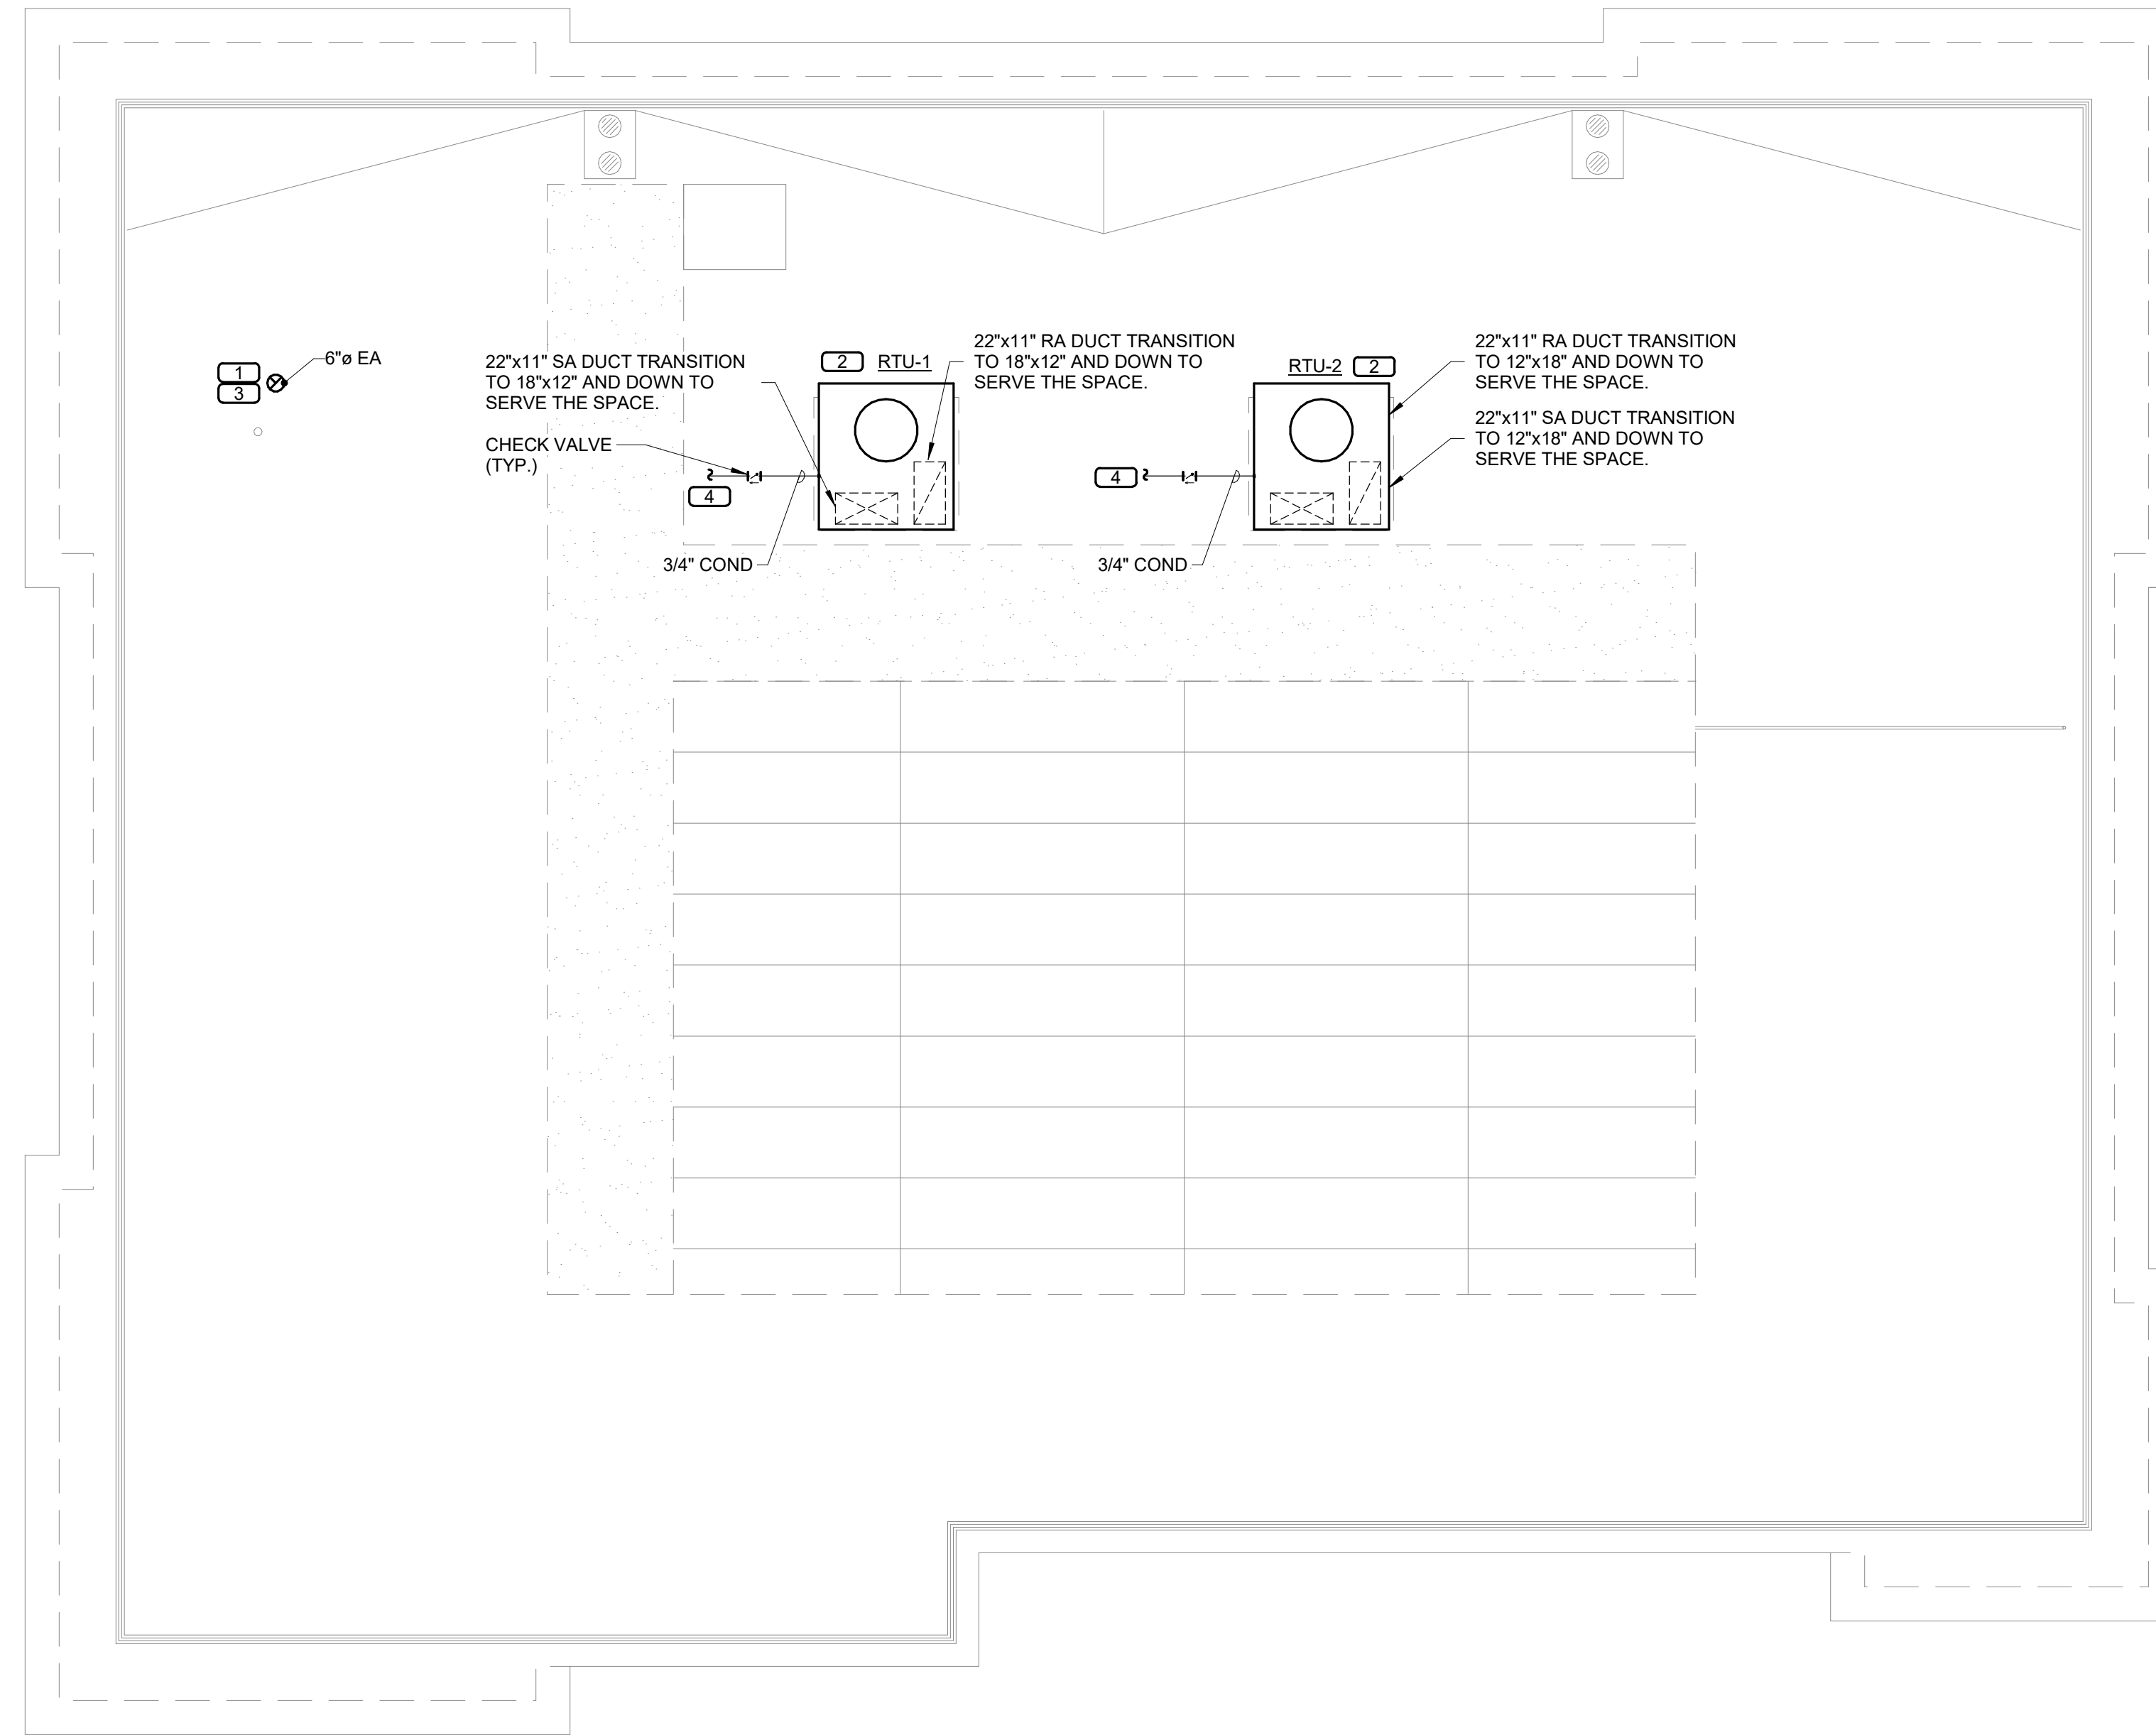 1
3
6"ø EA
22"x11" SA DUCT TRANSITION
TO 18"x12" AND DOWN TO
SERVE THE SPACE.
CHECK VALVE
(TYP.)
4
3/4" COND
2
RTU-1
22"x11" RA DUCT TRANSITION
TO 18"x12" AND DOWN TO
SERVE THE SPACE.
RTU-2
2
4
3/4" COND
22"x11" RA DUCT TRANSITION
TO 12"x18" AND DOWN TO
SERVE THE SPACE.
22"x11" SA DUCT TRANSITION
TO 12"x18" AND DOWN TO
SERVE THE SPACE.